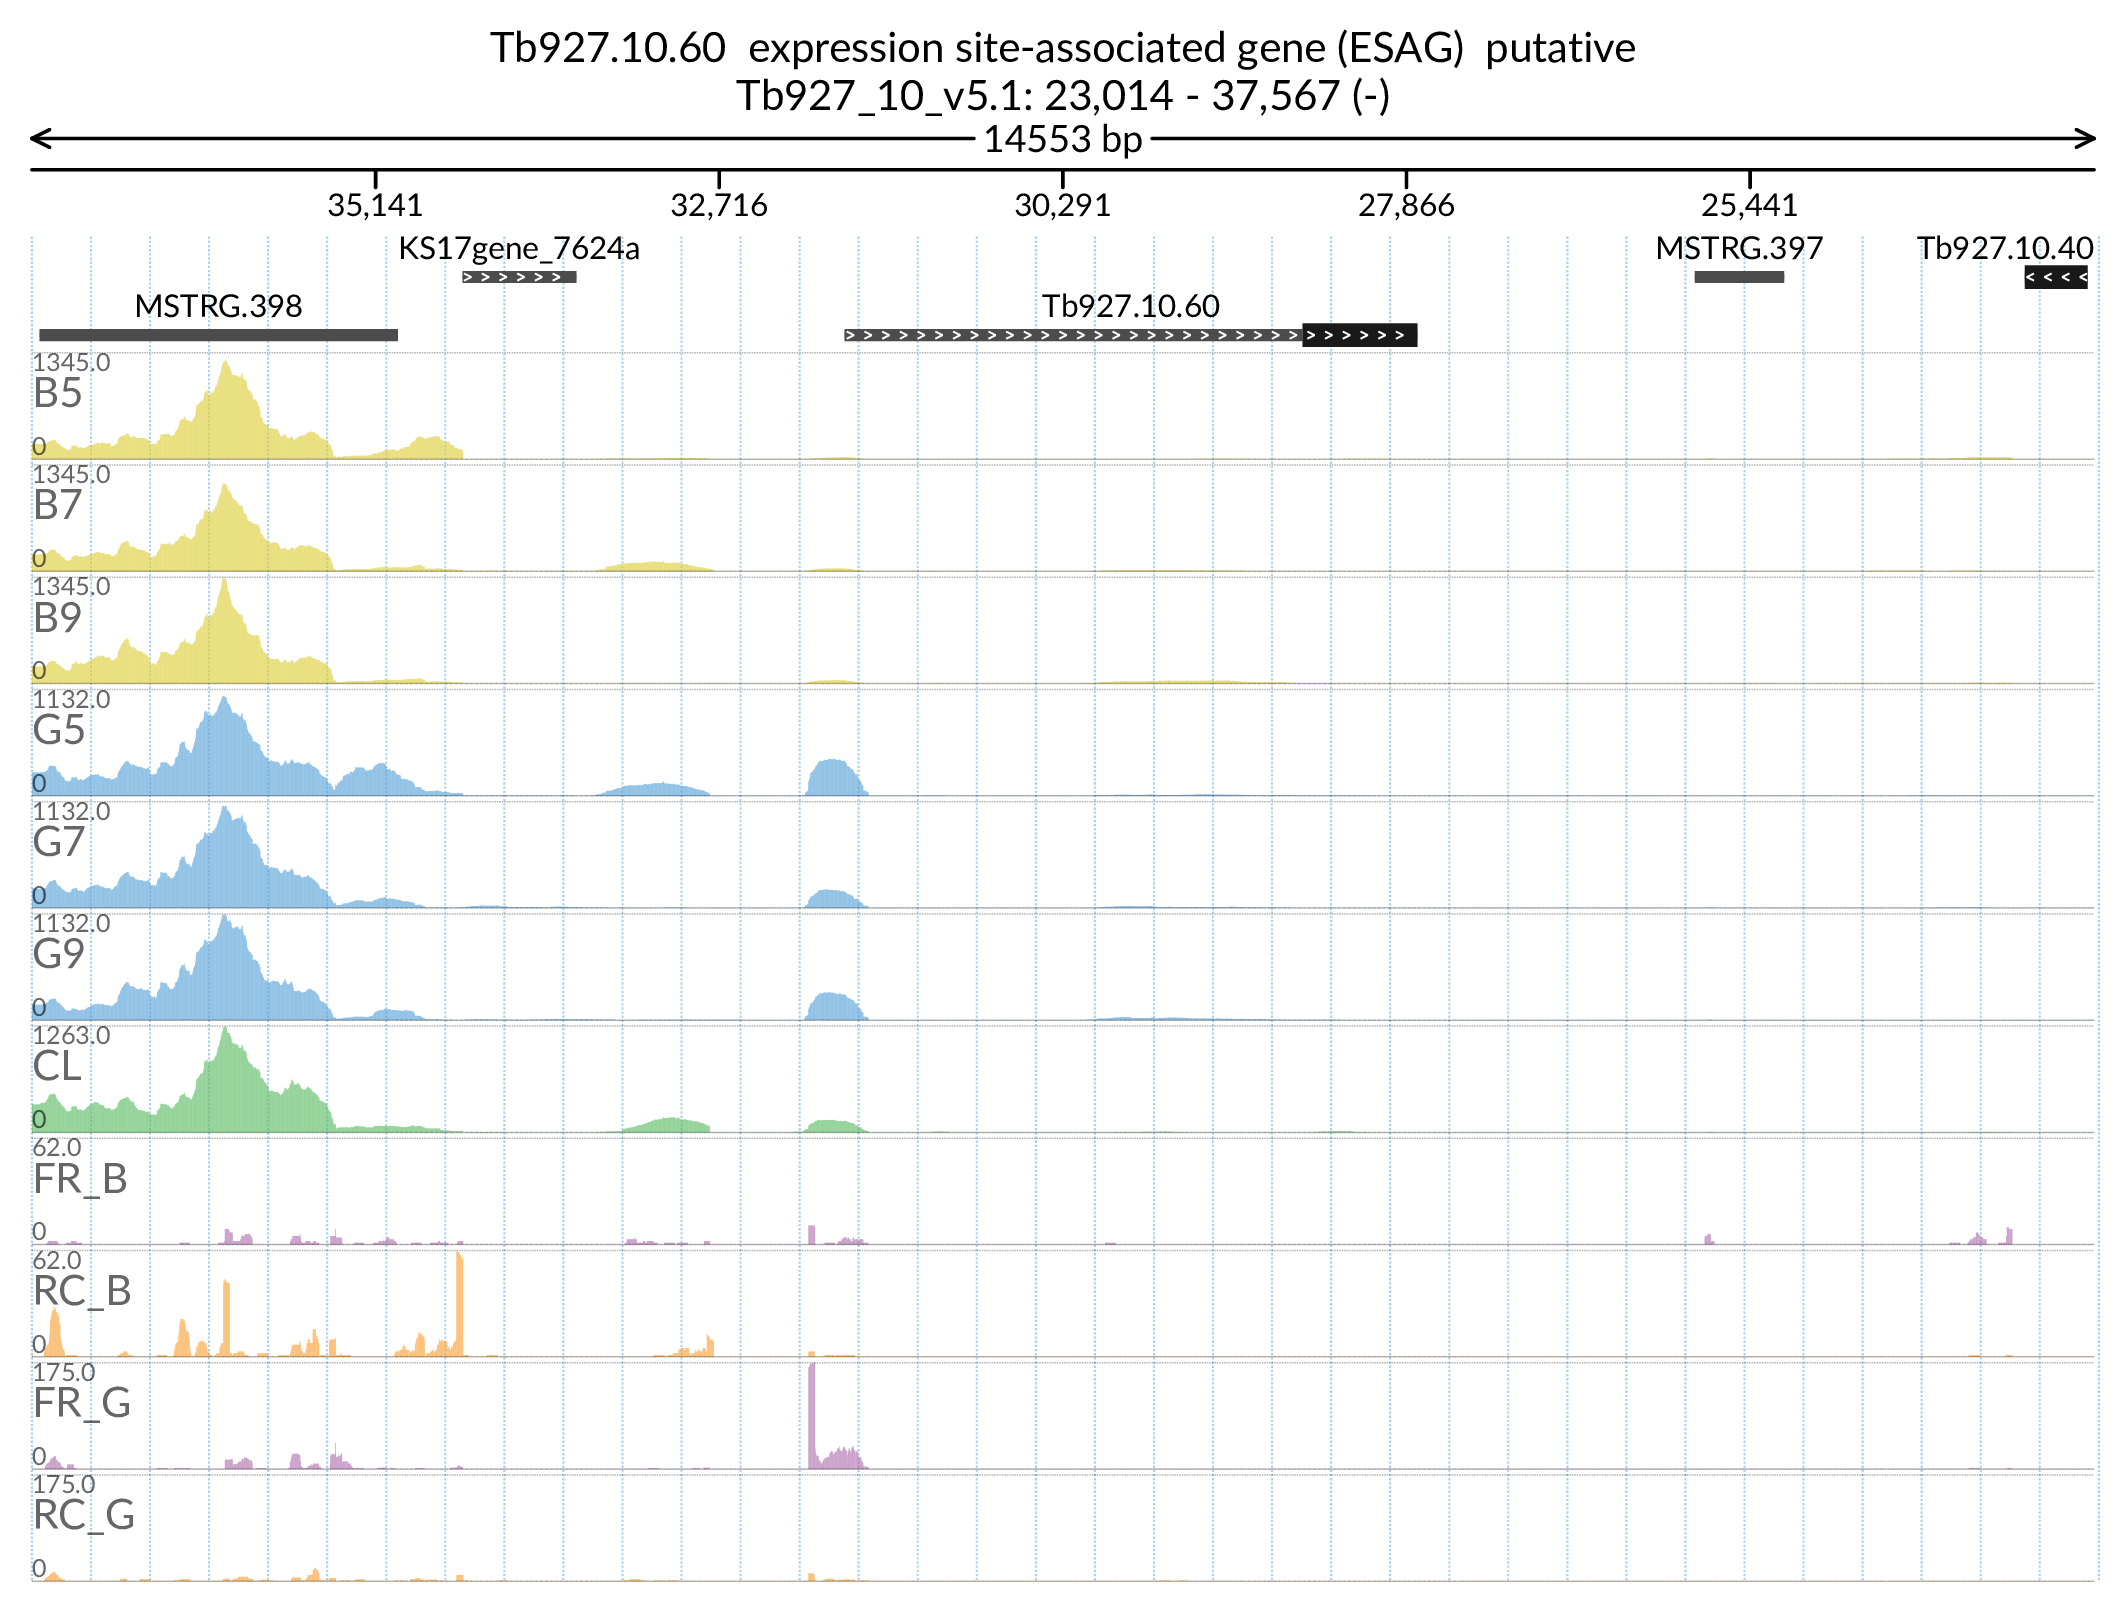 Tb927.10.60 expression site-associated gene (ESAG) putative
Tb927_10_v5.1: 23,014 - 37,567 (-)
14553 bp
35,141 32,716 30,291 27,866 25,441
KS17gene_7624a MSTRG.397 Tb927.10.40
MSTRG.398 Tb927.10.60
1345.0
B5
0
1345.0
B7
0
1345.0
B9
0
1132.0
G5
0
1132.0
G7
0
1132.0
G9
0
1263.0
CL
0
62.0
FR_B
0
62.0
RC_B
0
175.0
FR_G
0
175.0
RC_G
0